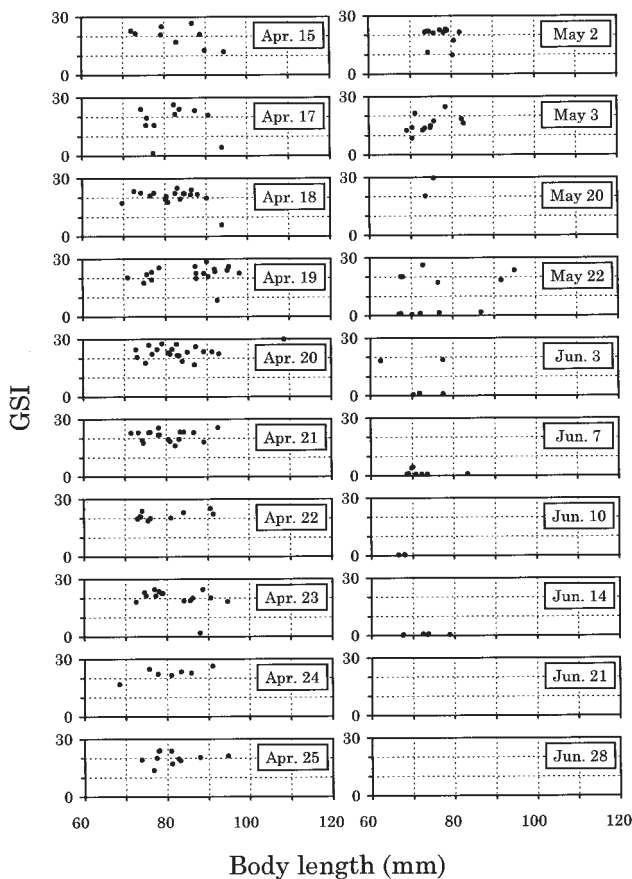 GSI
30
0
Apr. 15
30
0
Apr. 17
30
0
Apr. 18
30
0
Apr. 19
30
0
Apr. 20
30
0
Apr. 21
30
0
Apr. 22
30
0
Apr. 23
30
0
Apr. 24
30
0
Apr. 25
60 80 100 120
30
0
May 2
30
0
May 3
30
0
May 20
30
0
May 22
30
0
Jun. 3
30
0
Jun. 7
30
0
Jun. 10
30
0
Jun. 14
30
0
Jun. 21
30
0
Jun. 28
60 80 100 120
Body length (mm)